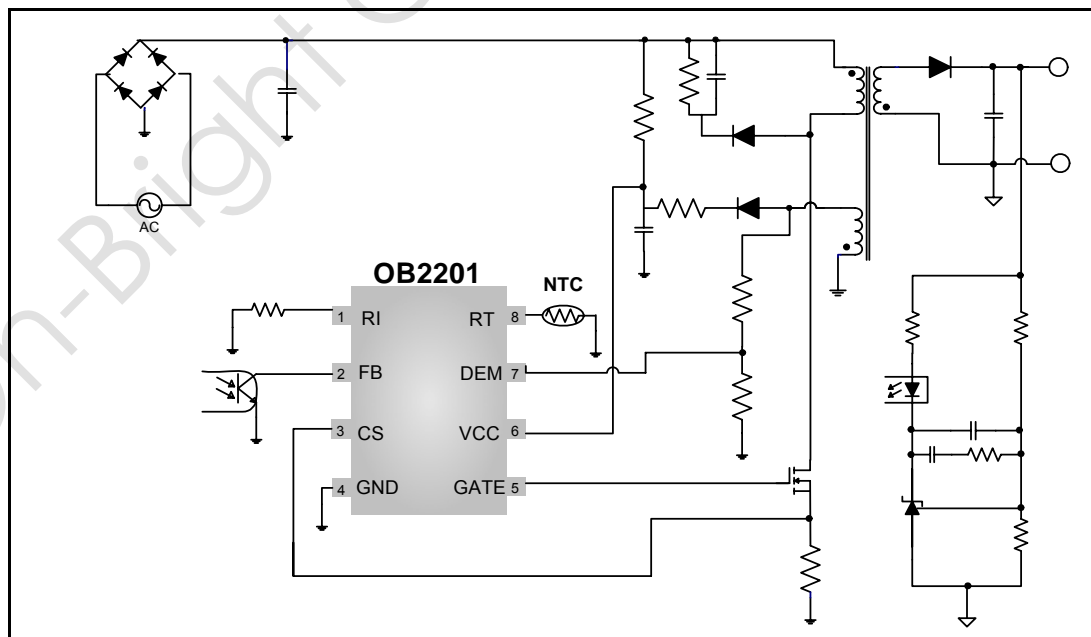 AC
OB2201
NTC
1 RI
RT 8
2 FB
DEM 7
3 CS
VCC 6
4 GND
GATE 5
n-Bright